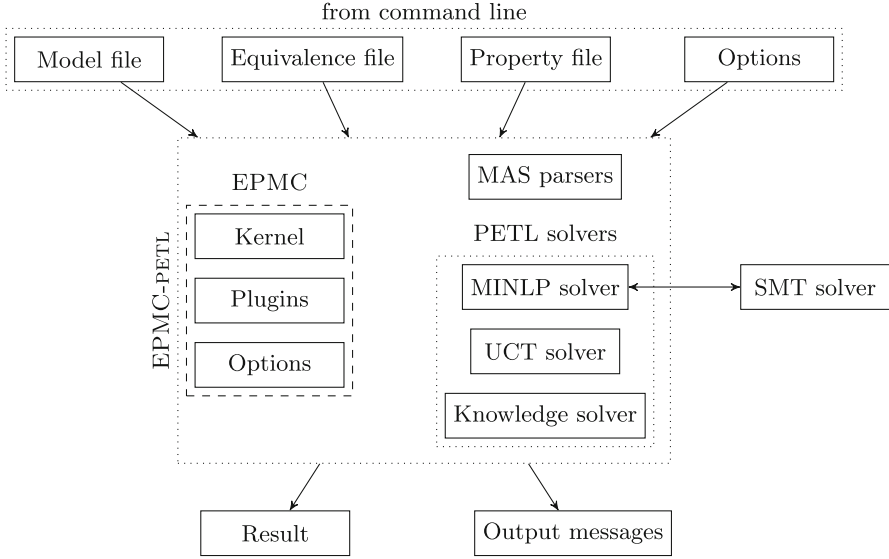 from command line
Model file
Equivalence file
Property file
Options
MAS parsers
EPMC
PETL solvers
EPMC-PETL
Kernel
Plugins
Options
MINLP solver
SMT solver
UCT solver
Knowledge solver
Result
Output messages